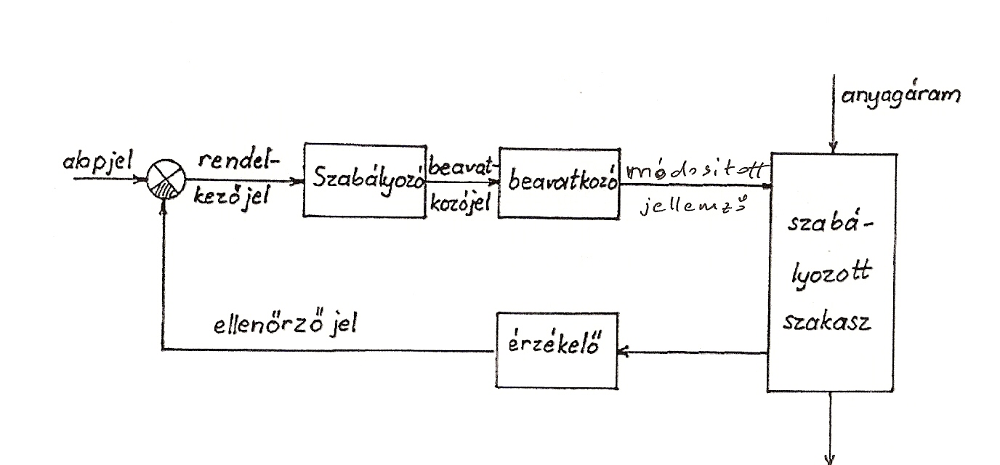 anyagáram
alapjel
rendel-
kezőjel
Szabályozó
beavat-
kozójel
beavatkozó
módosított
jellemző
szabá-
lyozott
szakasz
ellenőrző jel
érzékelő